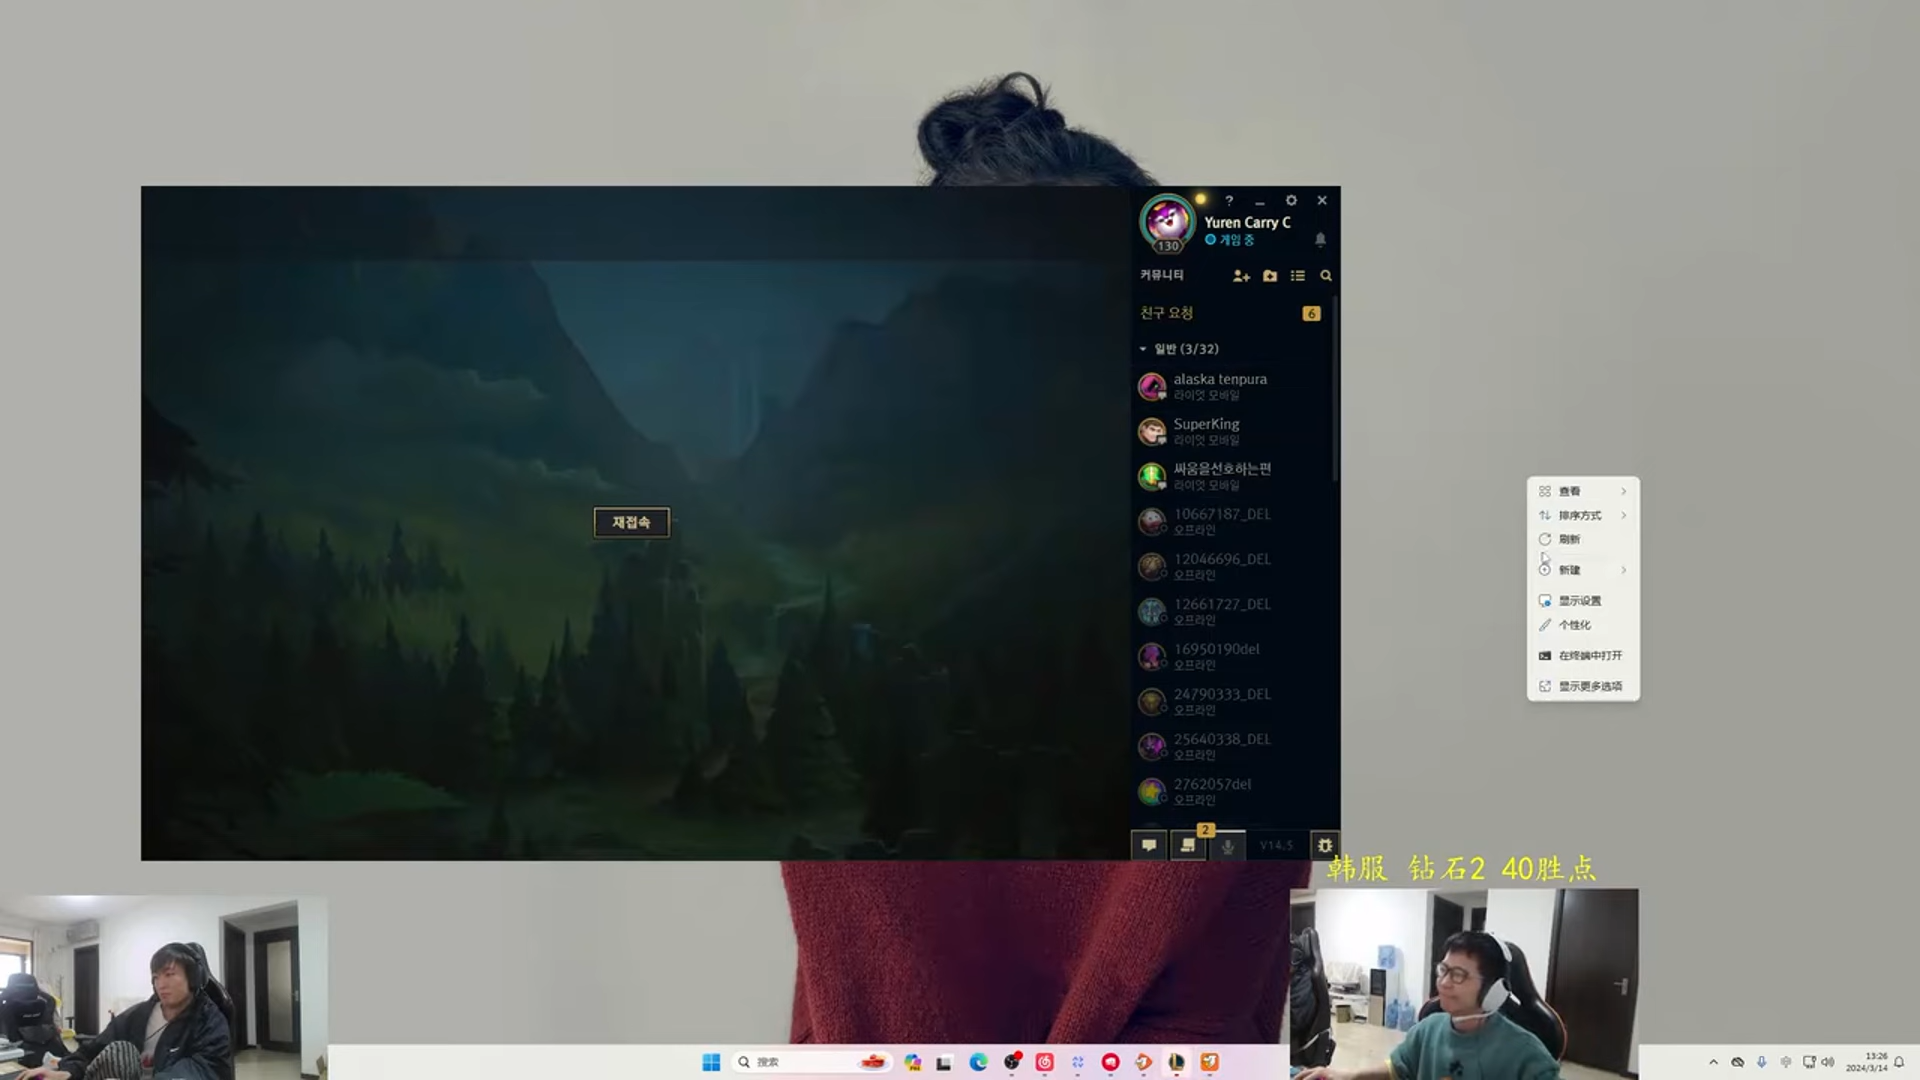 ?
Yuren Carry C
게임 중
130
커뮤니티
친구 요청
6
일반 (3/32)
alaska tenpura
라이엇 모바일
SuperKing
라이엇 모바일
싸움을선호하는편
라이엇 모바일
10667187_DEL
오프라인
12046696_DEL
오프라인
12661727_DEL
오프라인
16950190del
오프라인
24790333_DEL
오프라인
25640338_DEL
오프라인
2762057del
오프라인
2
V14.5
재접속
查看
排序方式
刷新
新建
显示设置
个性化
在终端中打开
显示更多选项
韩服 钻石2 40胜点
搜索
13:26
2024/3/14